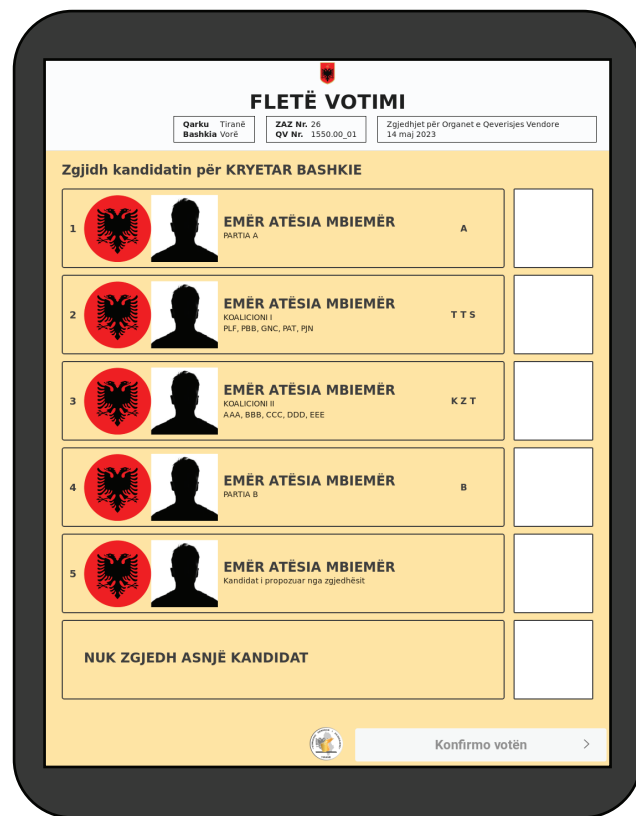 FLETË VOTIMI
Qarku Tiranë
Bashkia Vorë
ZAZ Nr. 26
QV Nr. 1550.00_01
Zgjedhjet për Organet e Qeverisjes Vendore
14 maj 2023
Zgjidh kandidatin për KRYETAR BASHKIE
1
EMËR ATËSIA MBIEMËR
PARTIA A
A
2
EMËR ATËSIA MBIEMËR
KOALICIONI I
PLF, PBB, GNC, PAT, PJN
T T S
3
EMËR ATËSIA MBIEMËR
KOALICIONI II
AAA, BBB, CCC, DDD, EEE
K Z T
4
EMËR ATËSIA MBIEMËR
PARTIA B
B
5
EMËR ATËSIA MBIEMËR
Kandidat i propozuar nga zgjedhësit
NUK ZGJEDH ASNJË KANDIDAT
Konfirmo votën